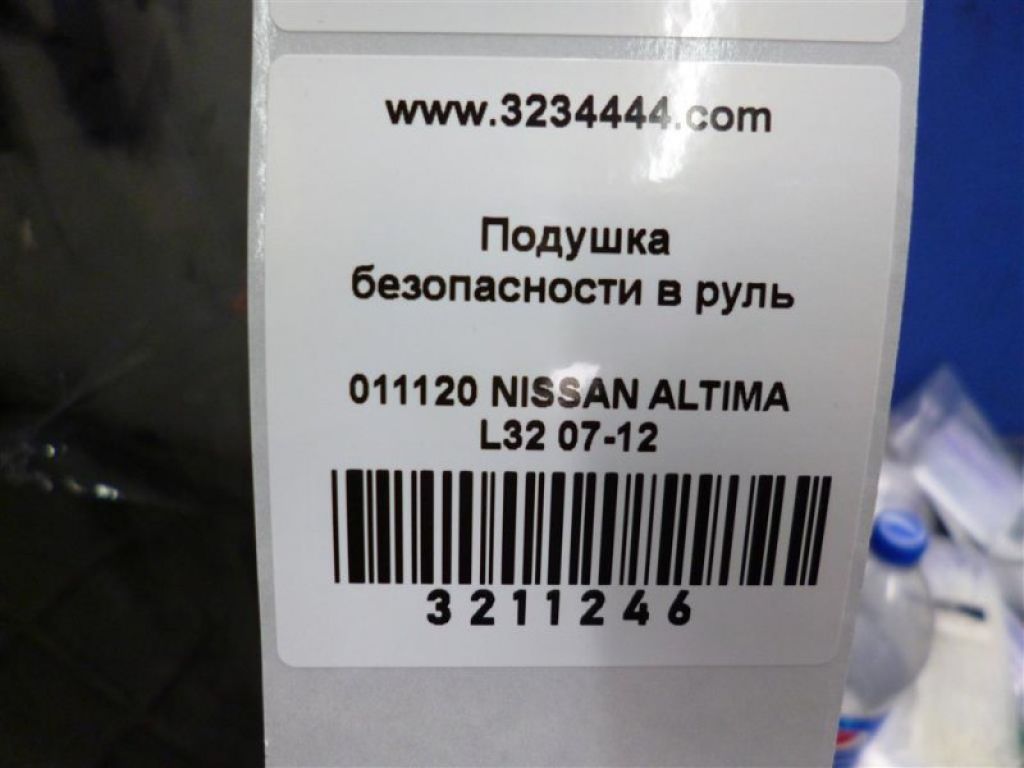 www.3234444.com
Подушка
безопасности в руль
011120 NISSAN ALTIMA
L32 07-12
3211246